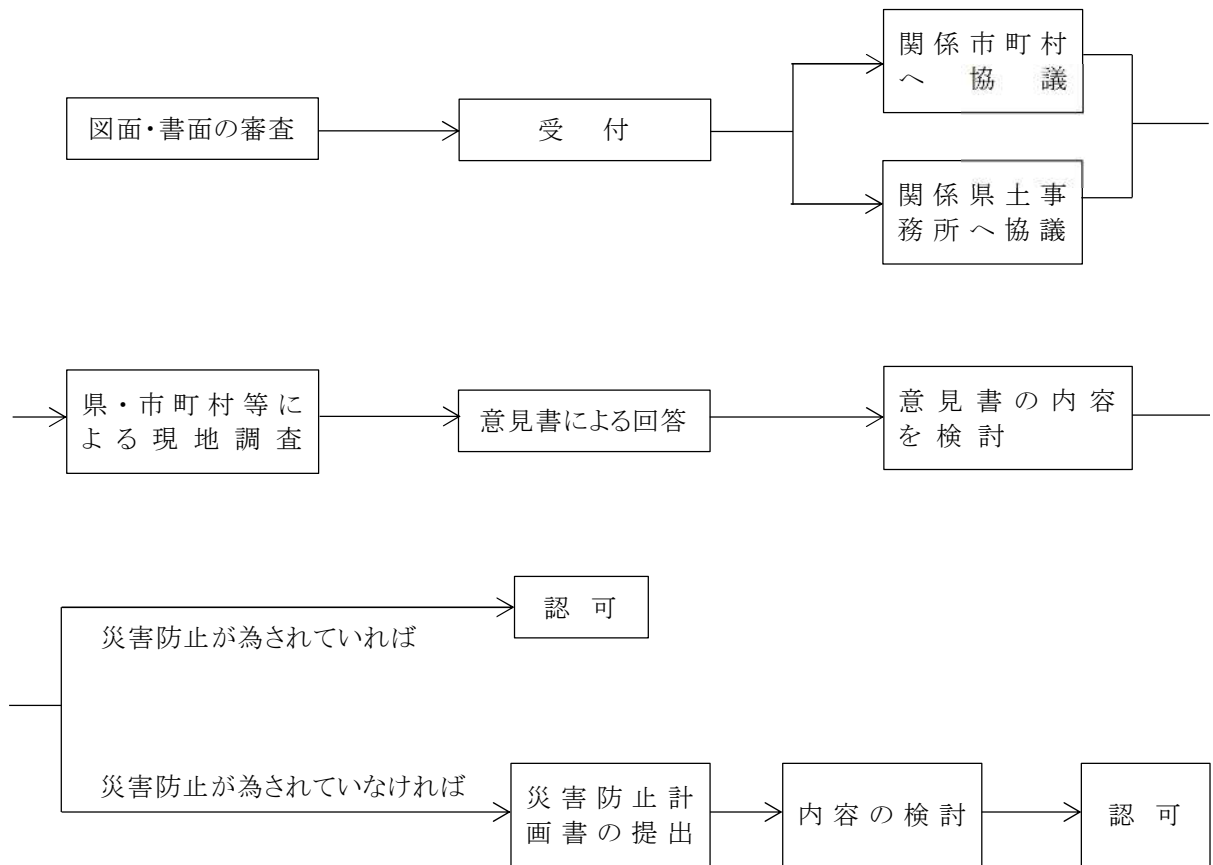 関係市町村
へ協議
図面・書面の審査
受付
関係県土事
務所へ協議
県・市町村等に
よる現地調査
意見書による回答
意見書の内容
を検討
認可
災害防止が為されていれば
災害防止が為されていなければ
災害防止計
画書の提出
内容の検討
認可